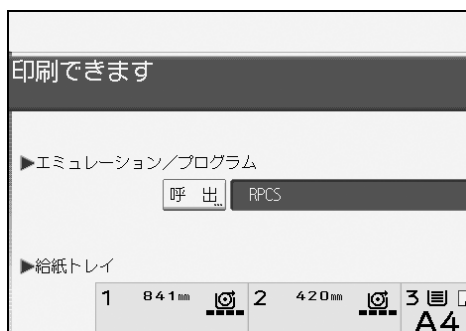 印刷できます
▶エミュレーション／プログラム
呼 出... RPCS
▶給紙トレイ
1 841mm 2 420mm 3
A4